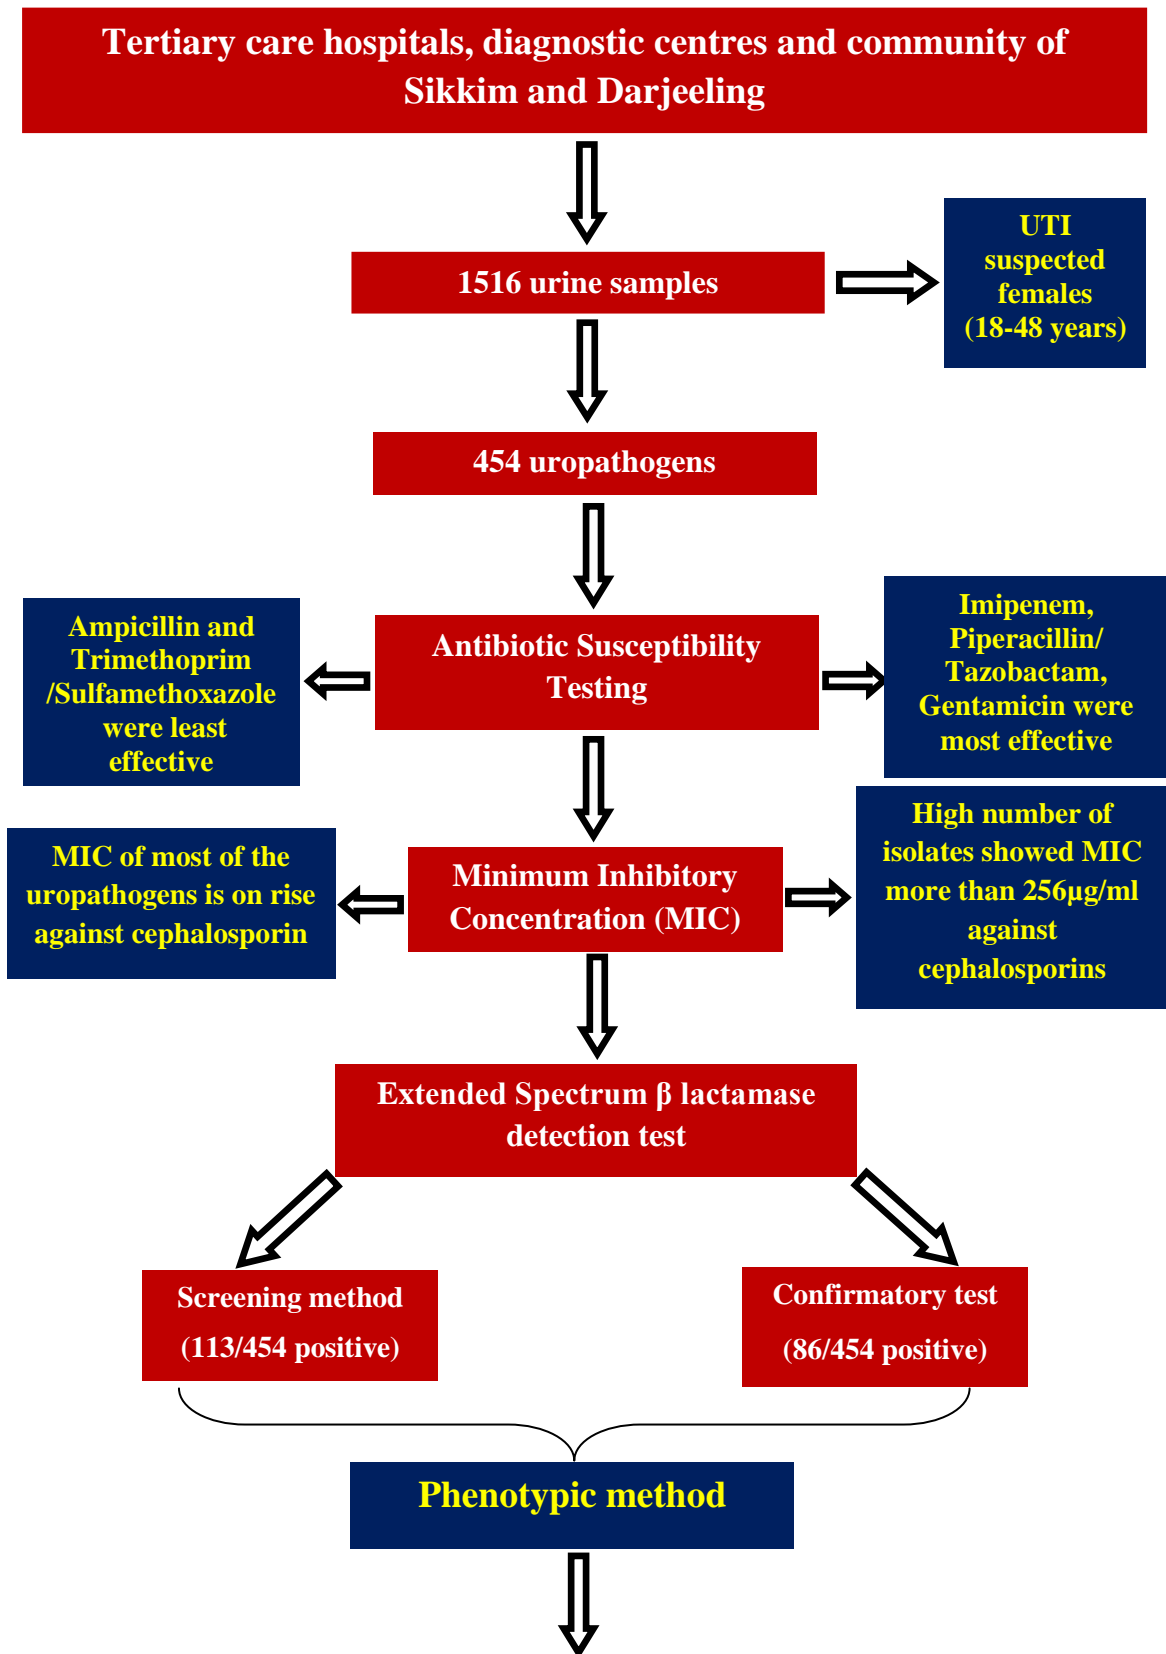 Tertiary care hospitals, diagnostic centres and community of
Sikkim and Darjeeling
1516 urine samples
UTI
suspected
females
(18-48 years)
454 uropathogens
Ampicillin and
Trimethoprim
/Sulfamethoxazole
were least
effective
Antibiotic Susceptibility
Testing
Imipenem,
Piperacillin/
Tazobactam,
Gentamicin were
most effective
MIC of most of the
uropathogens is on rise
against cephalosporin
Minimum Inhibitory
Concentration (MIC)
High number of
isolates showed MIC
more than 256µg/ml
against
cephalosporins
Extended Spectrum β lactamase
detection test
Screening method
(113/454 positive)
Confirmatory test
(86/454 positive)
Phenotypic method